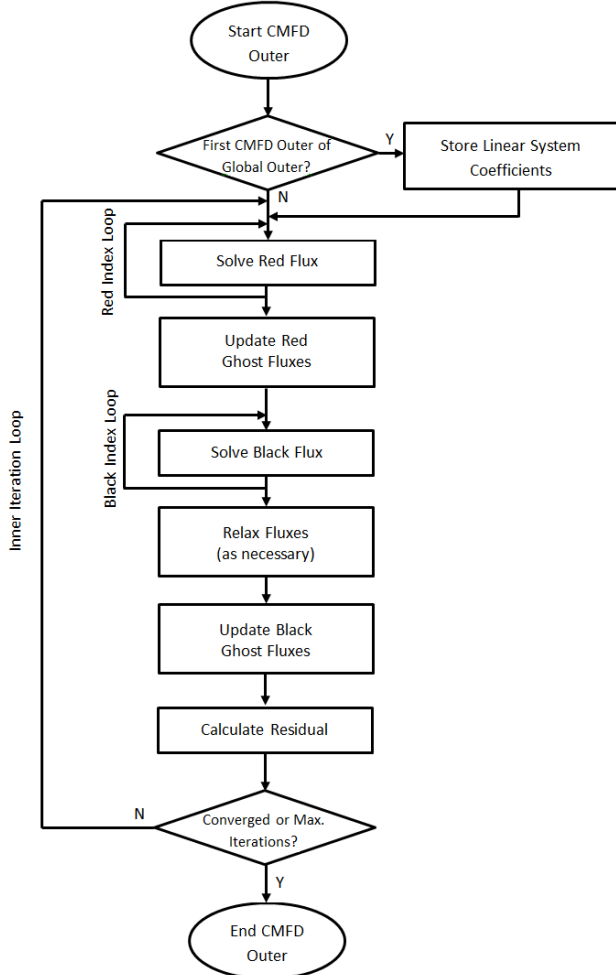 Start CMFD
Outer
First CMFD Outer of
Global Outer?
Y
Store Linear System
Coefficients
N
Red Index Loop
Solve Red Flux
Update Red
Ghost Fluxes
Black Index Loop
Solve Black Flux
Inner Iteration Loop
Relax Fluxes
(as necessary)
Update Black
Ghost Fluxes
Calculate Residual
N
Converged or Max.
Iterations?
Y
End CMFD
Outer